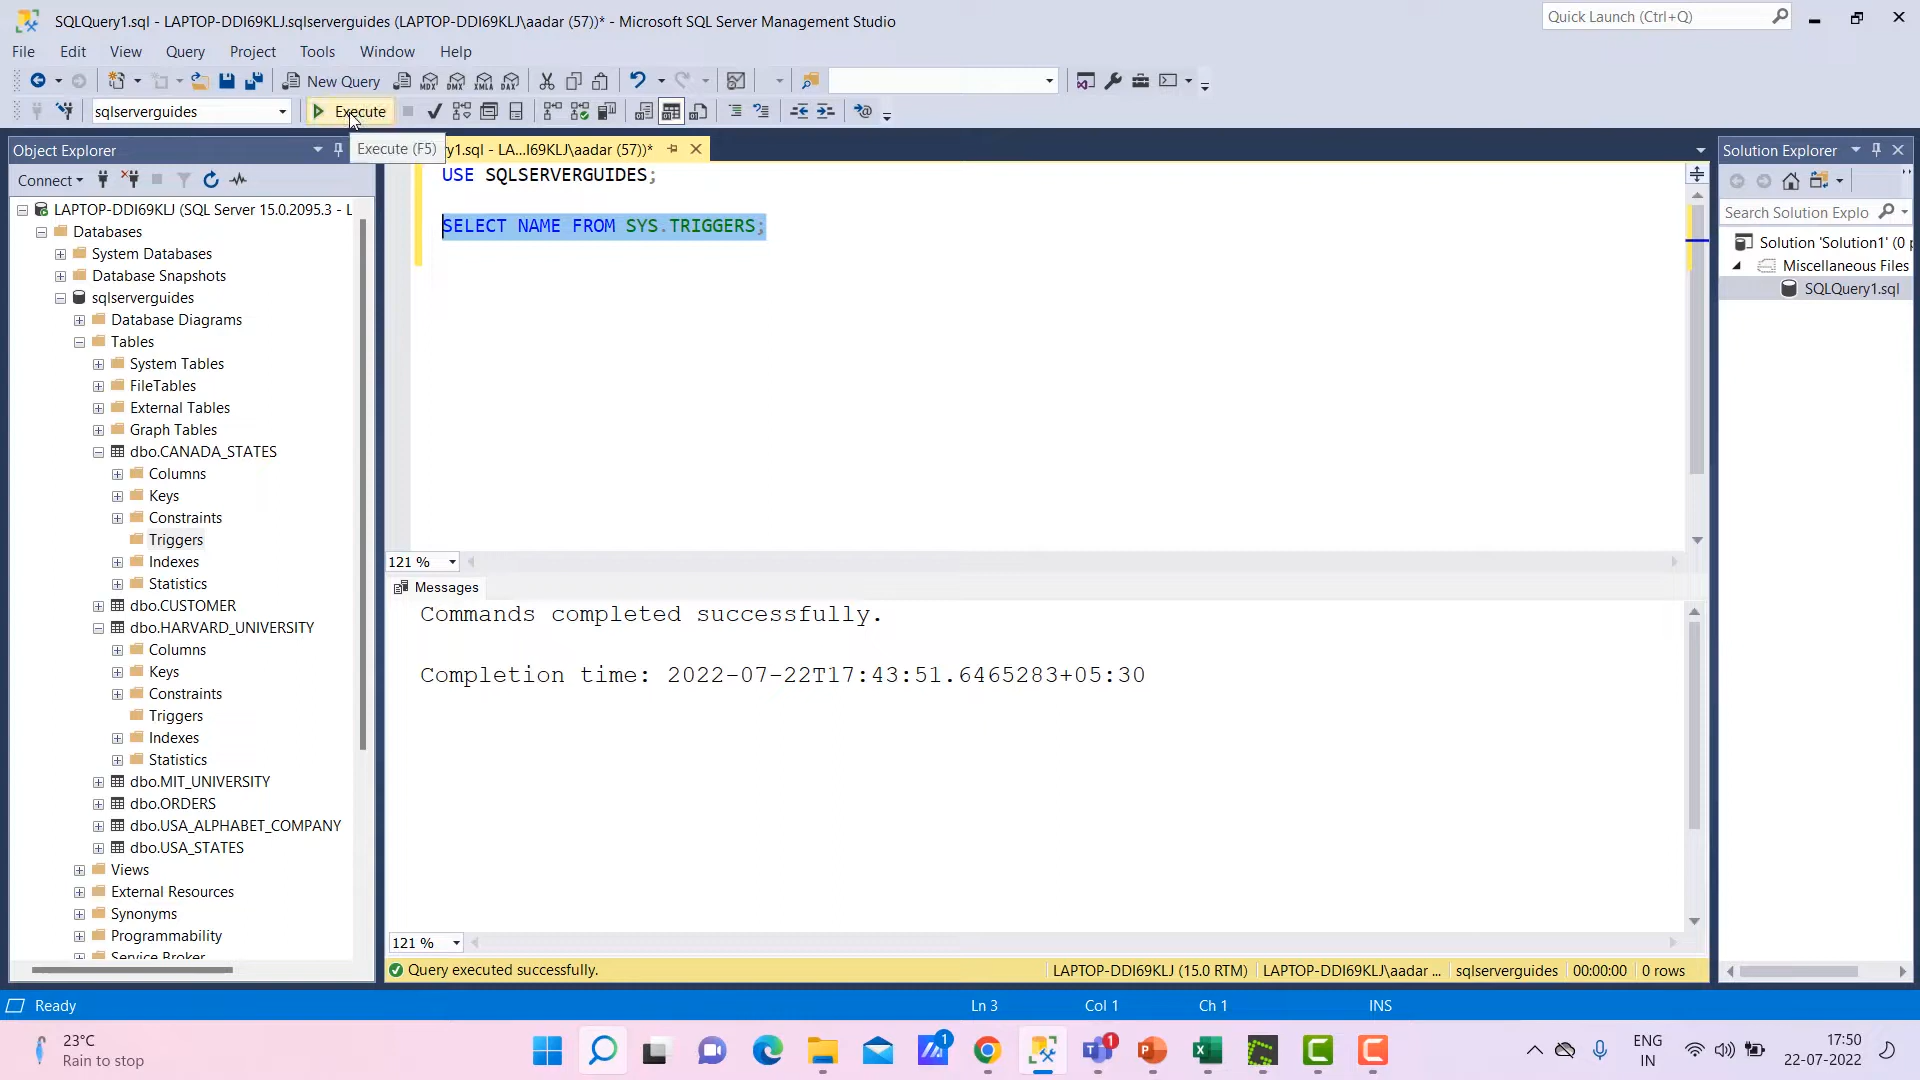 SQLQuery1.sql - LAPTOP-DDI69KLJ.sqlserverguides (LAPTOP-DDI69KLJ\aadar (57))* - Microsoft SQL Server Management Studio
Quick Launch (Ctrl+Q)
File Edit View Query Project Tools Window Help
New Query
MDX DMX XMLA DAX
sqlserverguides
Execute
Execute (F5)
Object Explorer
y1.sql - LA...I69KLJ\aadar (57))*
Solution Explorer
Connect
USE SQLSERVERGUIDES;
SELECT NAME FROM SYS.TRIGGERS;
LAPTOP-DDI69KLJ (SQL Server 15.0.2095.3 - L
Databases
System Databases
Database Snapshots
sqlserverguides
Database Diagrams
Tables
System Tables
FileTables
External Tables
Graph Tables
dbo.CANADA_STATES
Columns
Keys
Constraints
Triggers
Indexes
Statistics
dbo.CUSTOMER
dbo.HARVARD_UNIVERSITY
Columns
Keys
Constraints
Triggers
Indexes
Statistics
dbo.MIT_UNIVERSITY
dbo.ORDERS
dbo.USA_ALPHABET_COMPANY
dbo.USA_STATES
Views
External Resources
Synonyms
Programmability
Service Broker
Search Solution Explo
Solution 'Solution1' (0 p
Miscellaneous Files
SQLQuery1.sql
121 %
Messages
Commands completed successfully.
Completion time: 2022-07-22T17:43:51.6465283+05:30
121 %
Query executed successfully.
LAPTOP-DDI69KLJ (15.0 RTM)
LAPTOP-DDI69KLJ\aadar ...
sqlserverguides
00:00:00
0 rows
Ready
Ln 3
Col 1
Ch 1
INS
23°C
Rain to stop
1
1
ENG
IN
17:50
22-07-2022